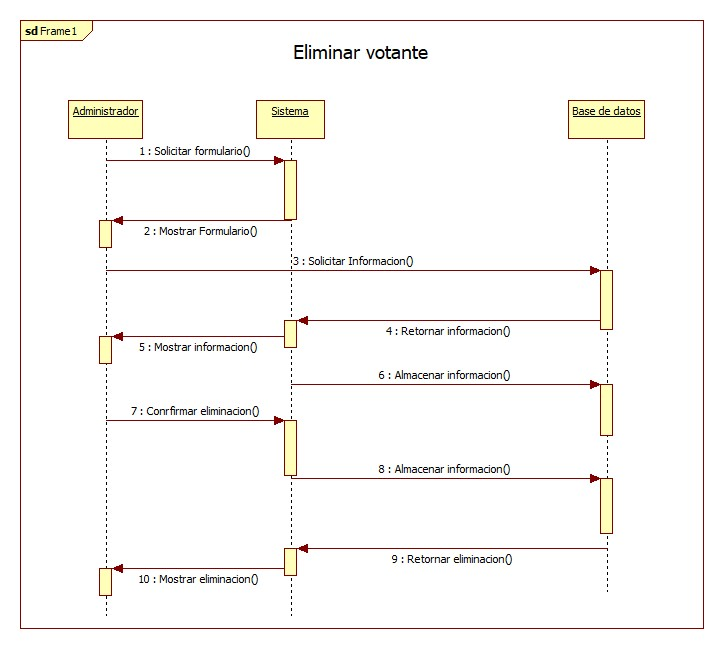 sd Frame1
Eliminar votante
Administrador
Sistema
Base de datos
1 : Solicitar formulario()
2 : Mostrar Formulario()
3 : Solicitar Informacion()
4 : Retornar informacion()
5 : Mostrar informacion()
6 : Almacenar informacion()
7 : Conrfirmar eliminacion()
8 : Almacenar informacion()
9 : Retornar eliminacion()
10 : Mostrar eliminacion()